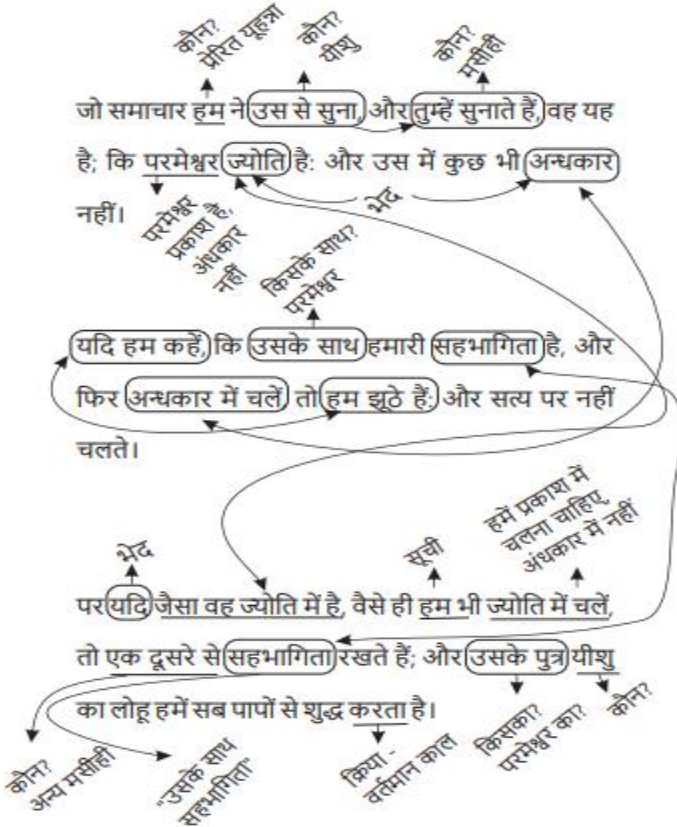 कौन?
प्रेरित यूहन्ना
कौन?
यीशु
कौन?
मसीही
जो समाचार हम ने उस से सुना, और तुम्हें सुनाते हैं, वह यह
है; कि परमेश्वर ज्योति है: और उस में कुछ भी अन्धकार
नहीं।
भेद
परमेश्वर
प्रकाश है,
अंधकार
नहीं
किसके साथ?
परमेश्वर
यदि हम कहें, कि उसके साथ हमारी सहभागिता है, और
फिर अन्धकार में चलें, तो हम झूठे हैं: और सत्य पर नहीं
चलते।
भेद
सूची
हमें प्रकाश में
चलना चाहिए,
अंधकार में नहीं
पर यदि जैसा वह ज्योति में है, वैसे ही हम भी ज्योति में चलें,
तो एक दूसरे से सहभागिता रखते हैं; और उसके पुत्र यीशु
का लोहू हमें सब पापों से शुद्ध करता है।
कौन?
अन्य मसीही
"उसके साथ
सहभागिता"
क्रिया -
वर्तमान काल
किसका?
परमेश्वर का?
कौन?